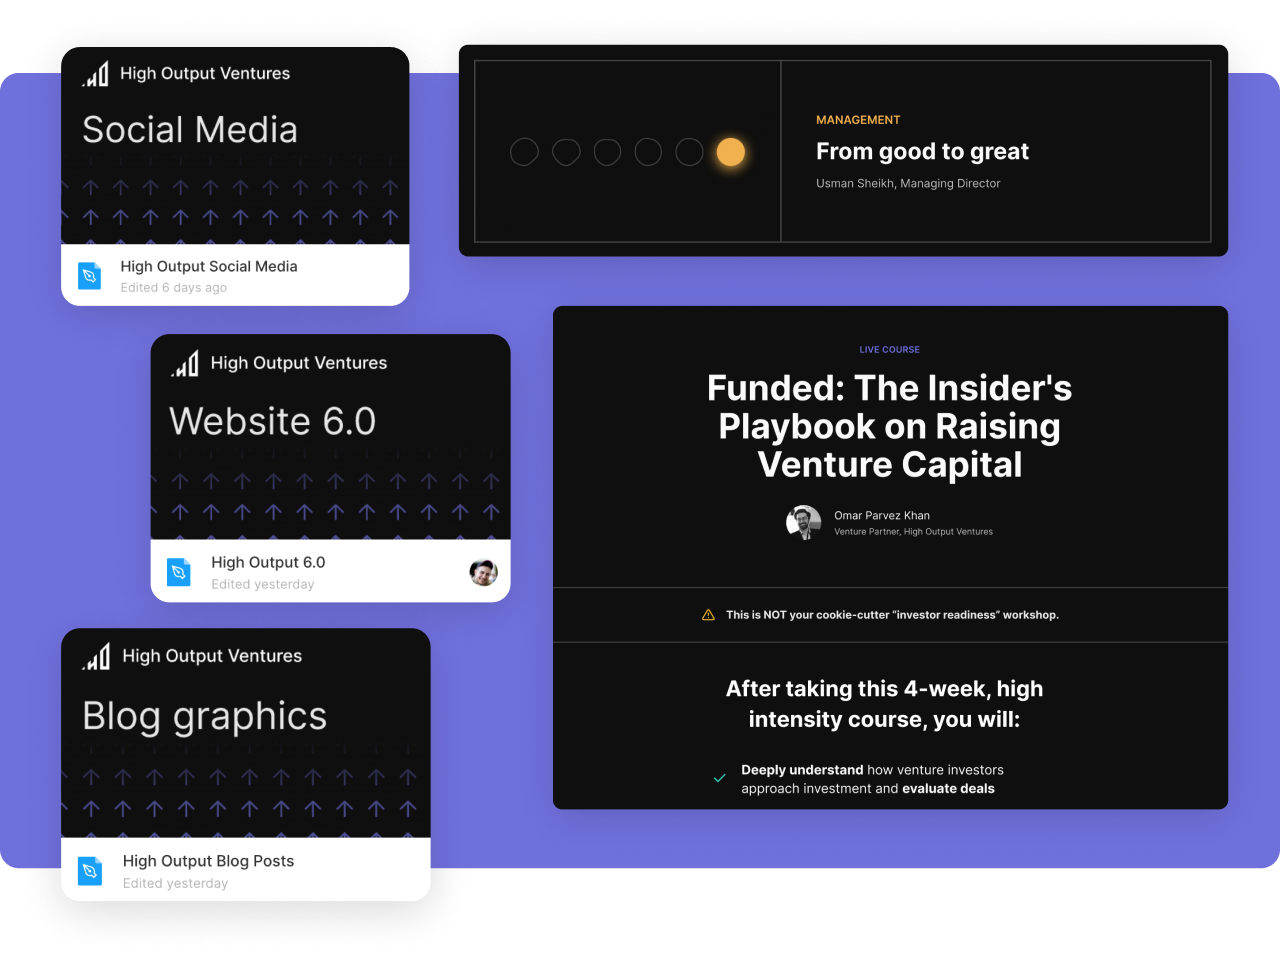 High Output Ventures
Social Media
High Output Social Media
Edited 6 days ago
High Output Ventures
Website 6.0
High Output 6.0
Edited yesterday
High Output Ventures
Blog graphics
High Output Blog Posts
Edited yesterday
MANAGEMENT
From good to great
Usman Sheikh, Managing Director
LIVE COURSE
Funded: The Insider's
Playbook on Raising
Venture Capital
Omar Parvez Khan
Venture Partner, High Output Ventures
This is NOT your cookie-cutter “investor readiness” workshop.
After taking this 4-week, high
intensity course, you will:
Deeply understand how venture investors
approach investment and evaluate deals